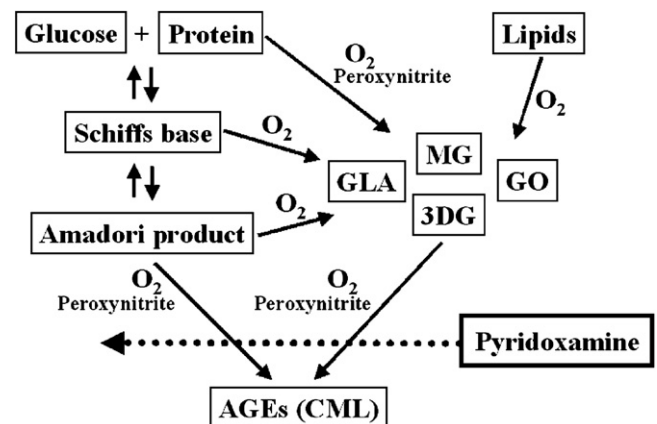 Glucose + Protein
Lipids
O2
Peroxynitrite
O2
Schiffs base
O2
MG
GLA
GO
3DG
Amadori product
O2
O2
Peroxynitrite
O2
Peroxynitrite
Pyridoxamine
AGEs (CML)